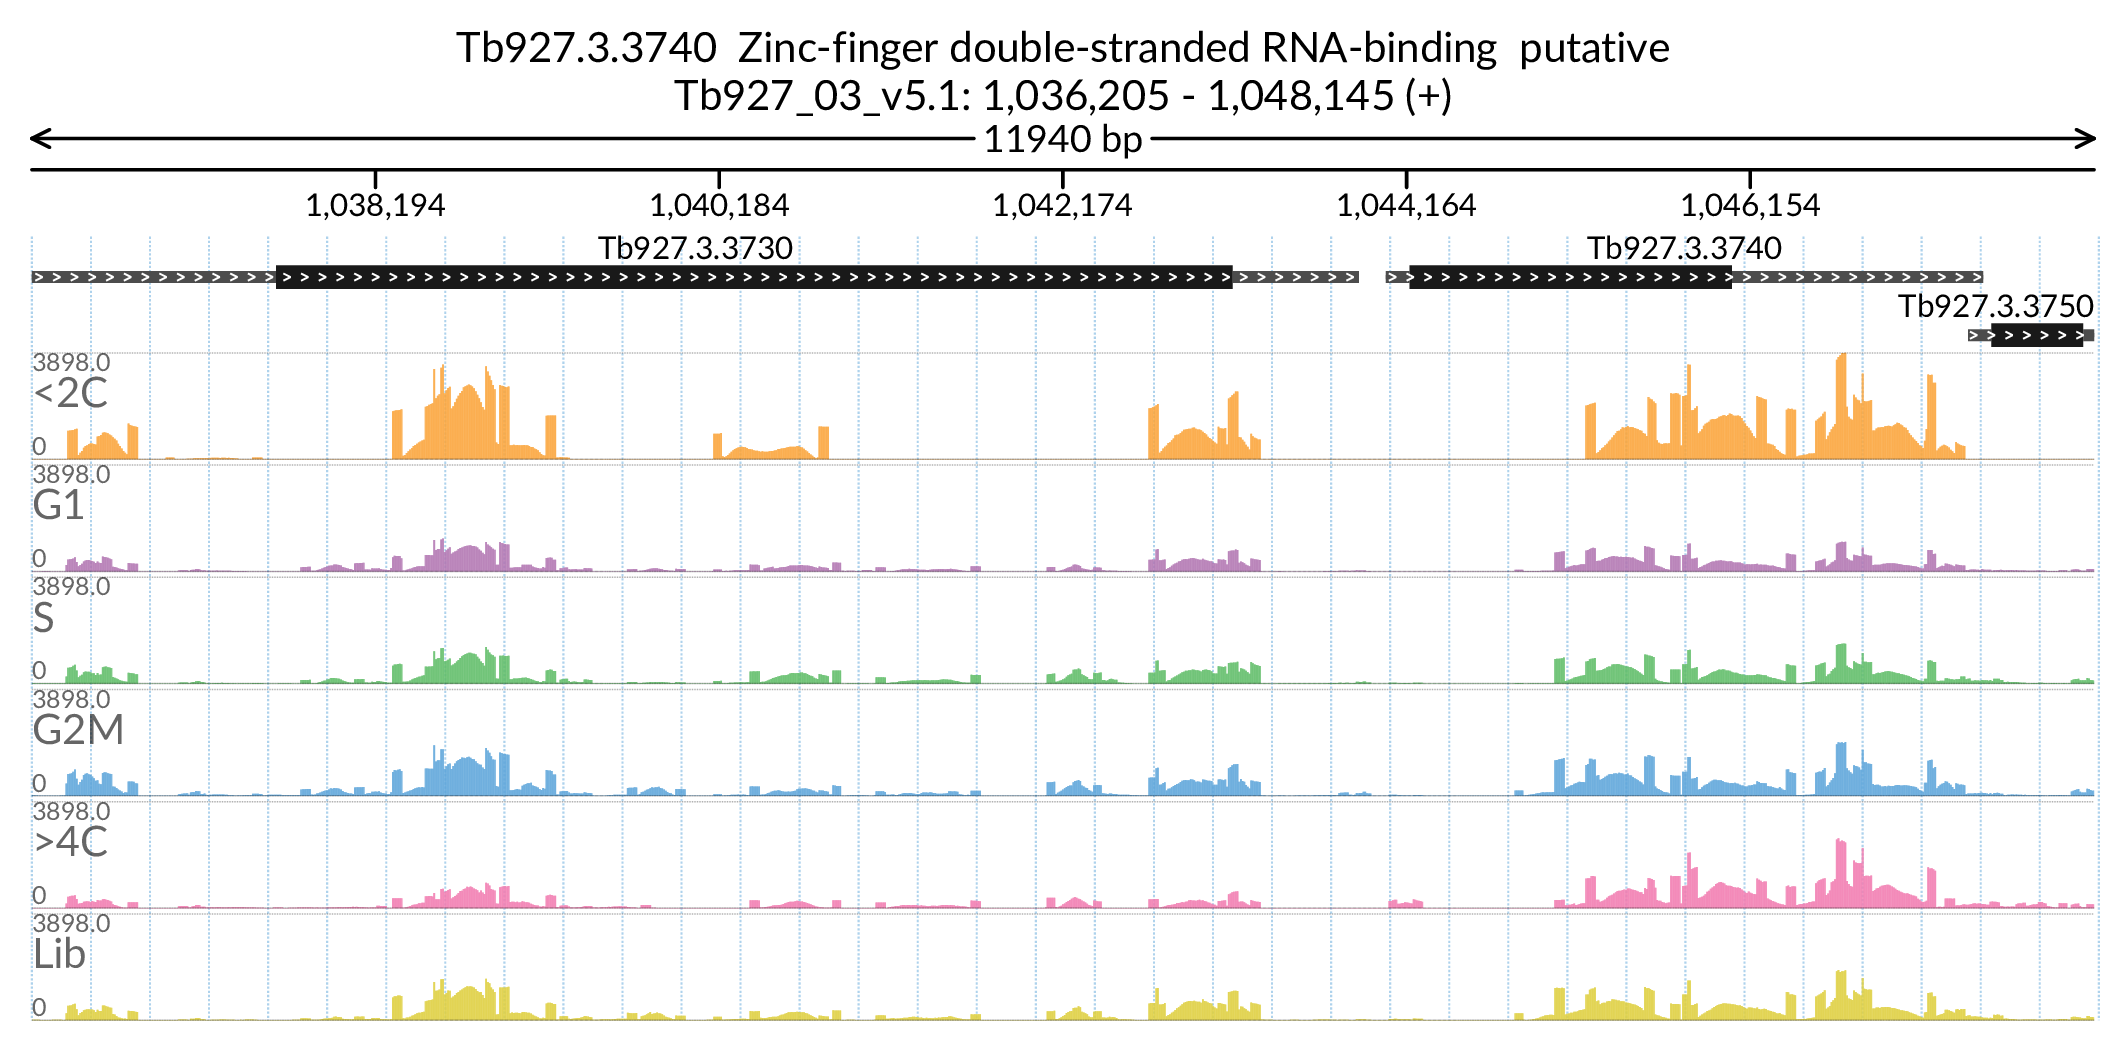 Tb927.3.3740  Zinc-finger double-stranded RNA-binding  putative
Tb927_03_v5.1: 1,036,205 - 1,048,145 (+)
11940 bp
1,038,194 1,040,184 1,042,174 1,044,164 1,046,154
Tb927.3.3730 Tb927.3.3740
Tb927.3.3750
3898.0
<2C
0
3898.0
G1
0
3898.0
S
0
3898.0
G2M
0
3898.0
>4C
0
3898.0
Lib
0